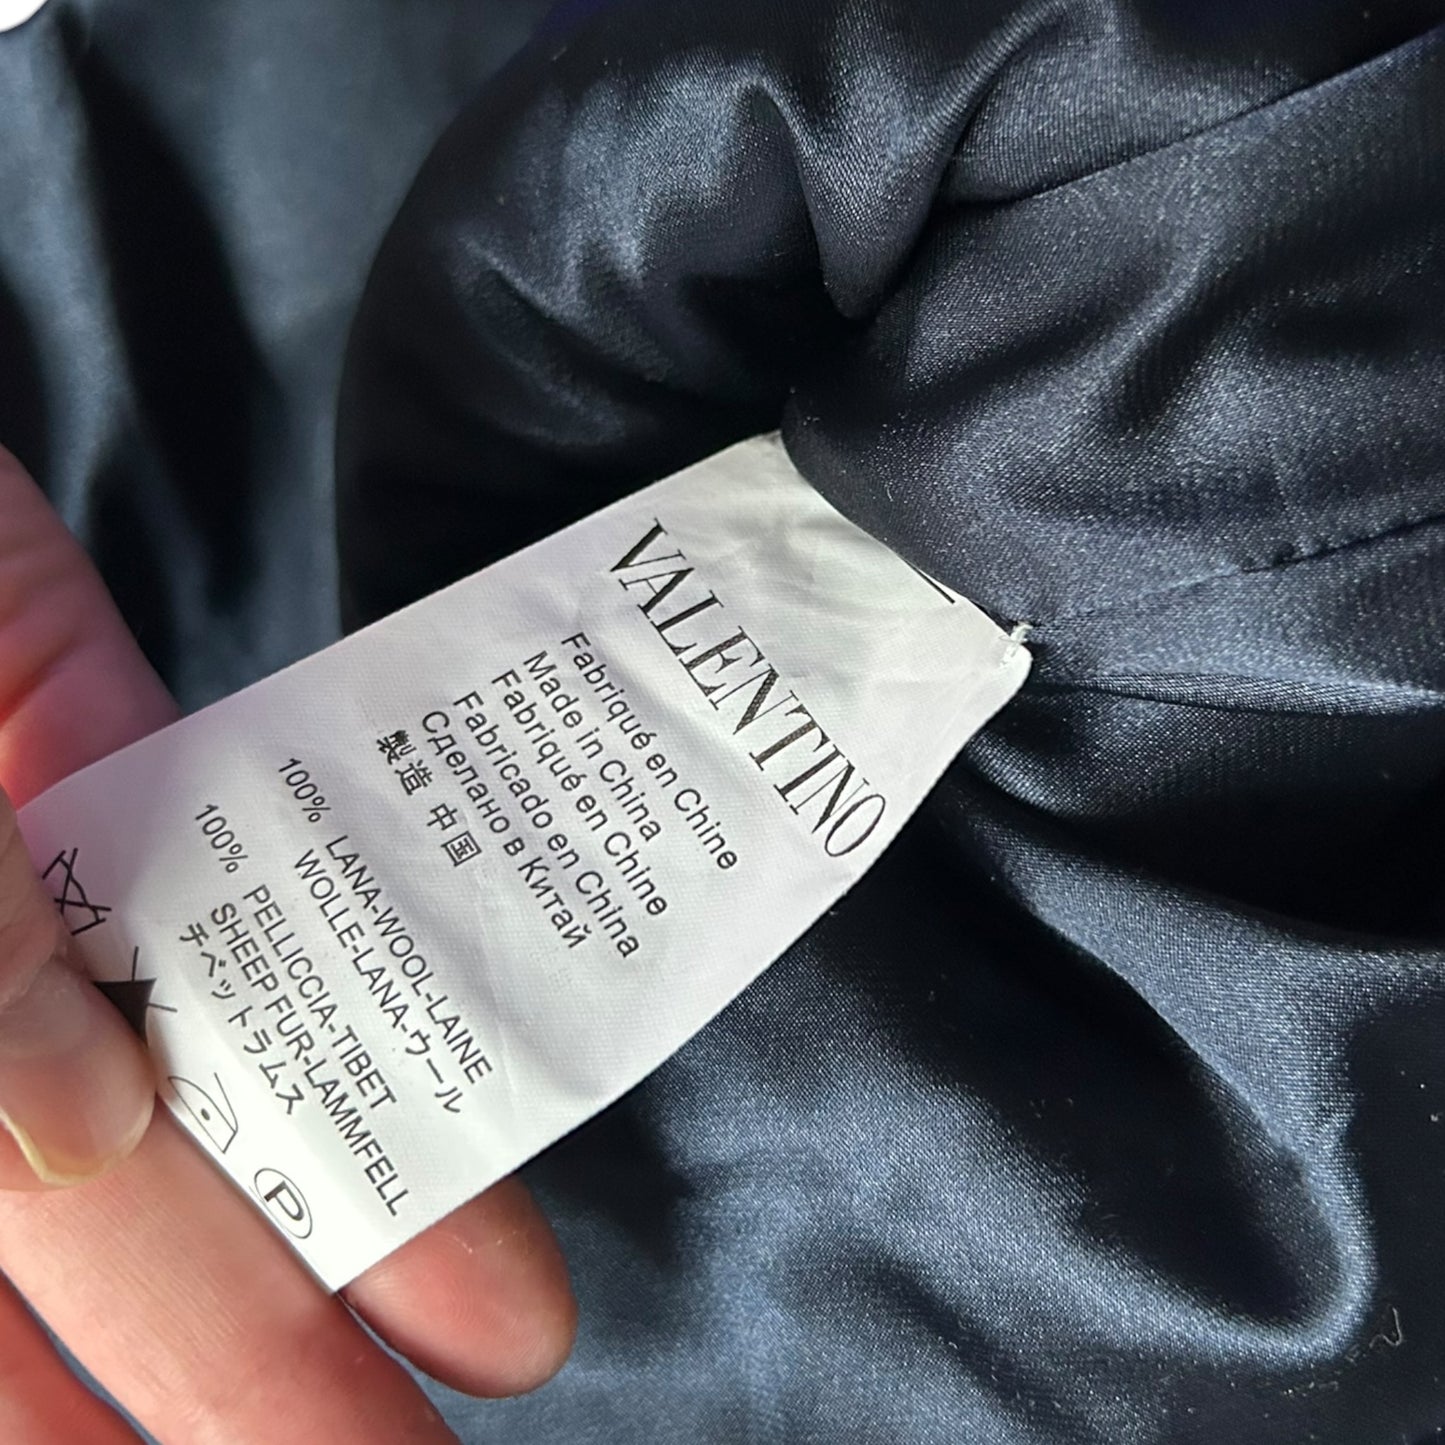 VALENTINO
Fabriqué en Chine
Made in China
Fabriqué en Chine
Fabricado en China
Сделано в Китай
製造 中国
100% LANA-WOOL-LAINE
WOLLE-LANA-ウール
100% PELLICCIA-TIBET
SHEEP FUR-LAMMFELL
チベットラムス
P